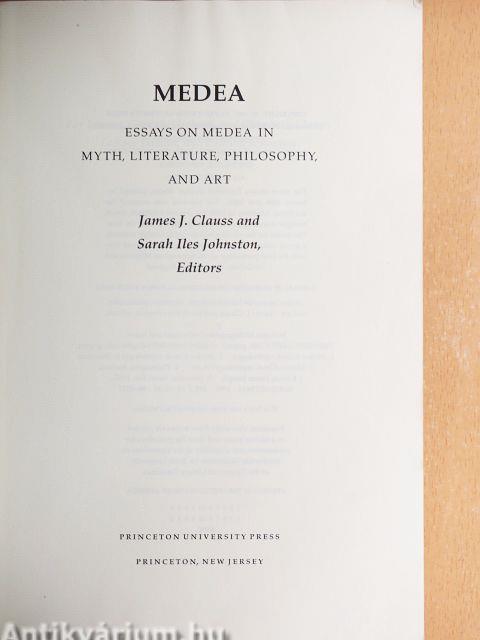 MEDEA
ESSAYS ON MEDEA IN
MYTH, LITERATURE, PHILOSOPHY,
AND ART
James J. Clauss and
Sarah Iles Johnston,
Editors
PRINCETON UNIVERSITY PRESS
PRINCETON, NEW JERSEY
Antikvárium.hu